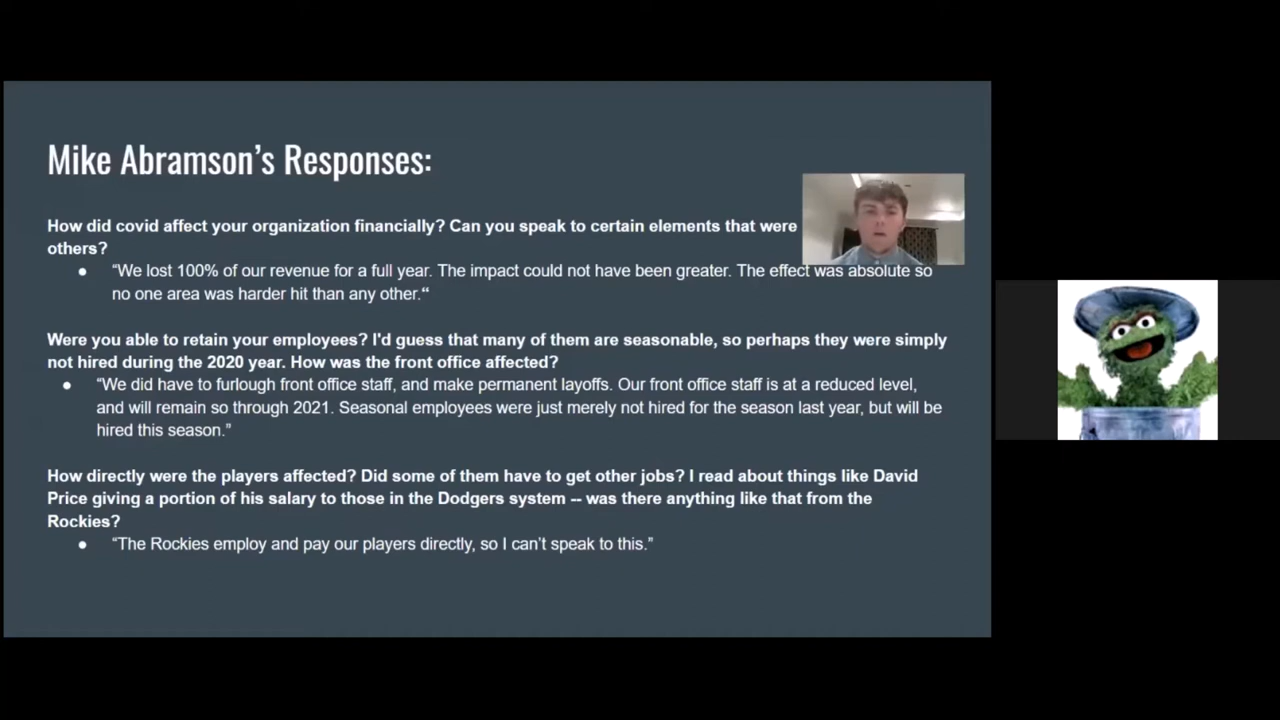 Mike Abramson's Responses:
How did covid affect your organization financially? Can you speak to certain elements that were
others?
● “We lost 100% of our revenue for a full year. The impact could not have been greater. The effect was absolute so
no one area was harder hit than any other.“
Were you able to retain your employees? I'd guess that many of them are seasonable, so perhaps they were simply
not hired during the 2020 year. How was the front office affected?
● “We did have to furlough front office staff, and make permanent layoffs. Our front office staff is at a reduced level,
and will remain so through 2021. Seasonal employees were just merely not hired for the season last year, but will be
hired this season.”
How directly were the players affected? Did some of them have to get other jobs? I read about things like David
Price giving a portion of his salary to those in the Dodgers system -- was there anything like that from the
Rockies?
● “The Rockies employ and pay our players directly, so I can’t speak to this.”